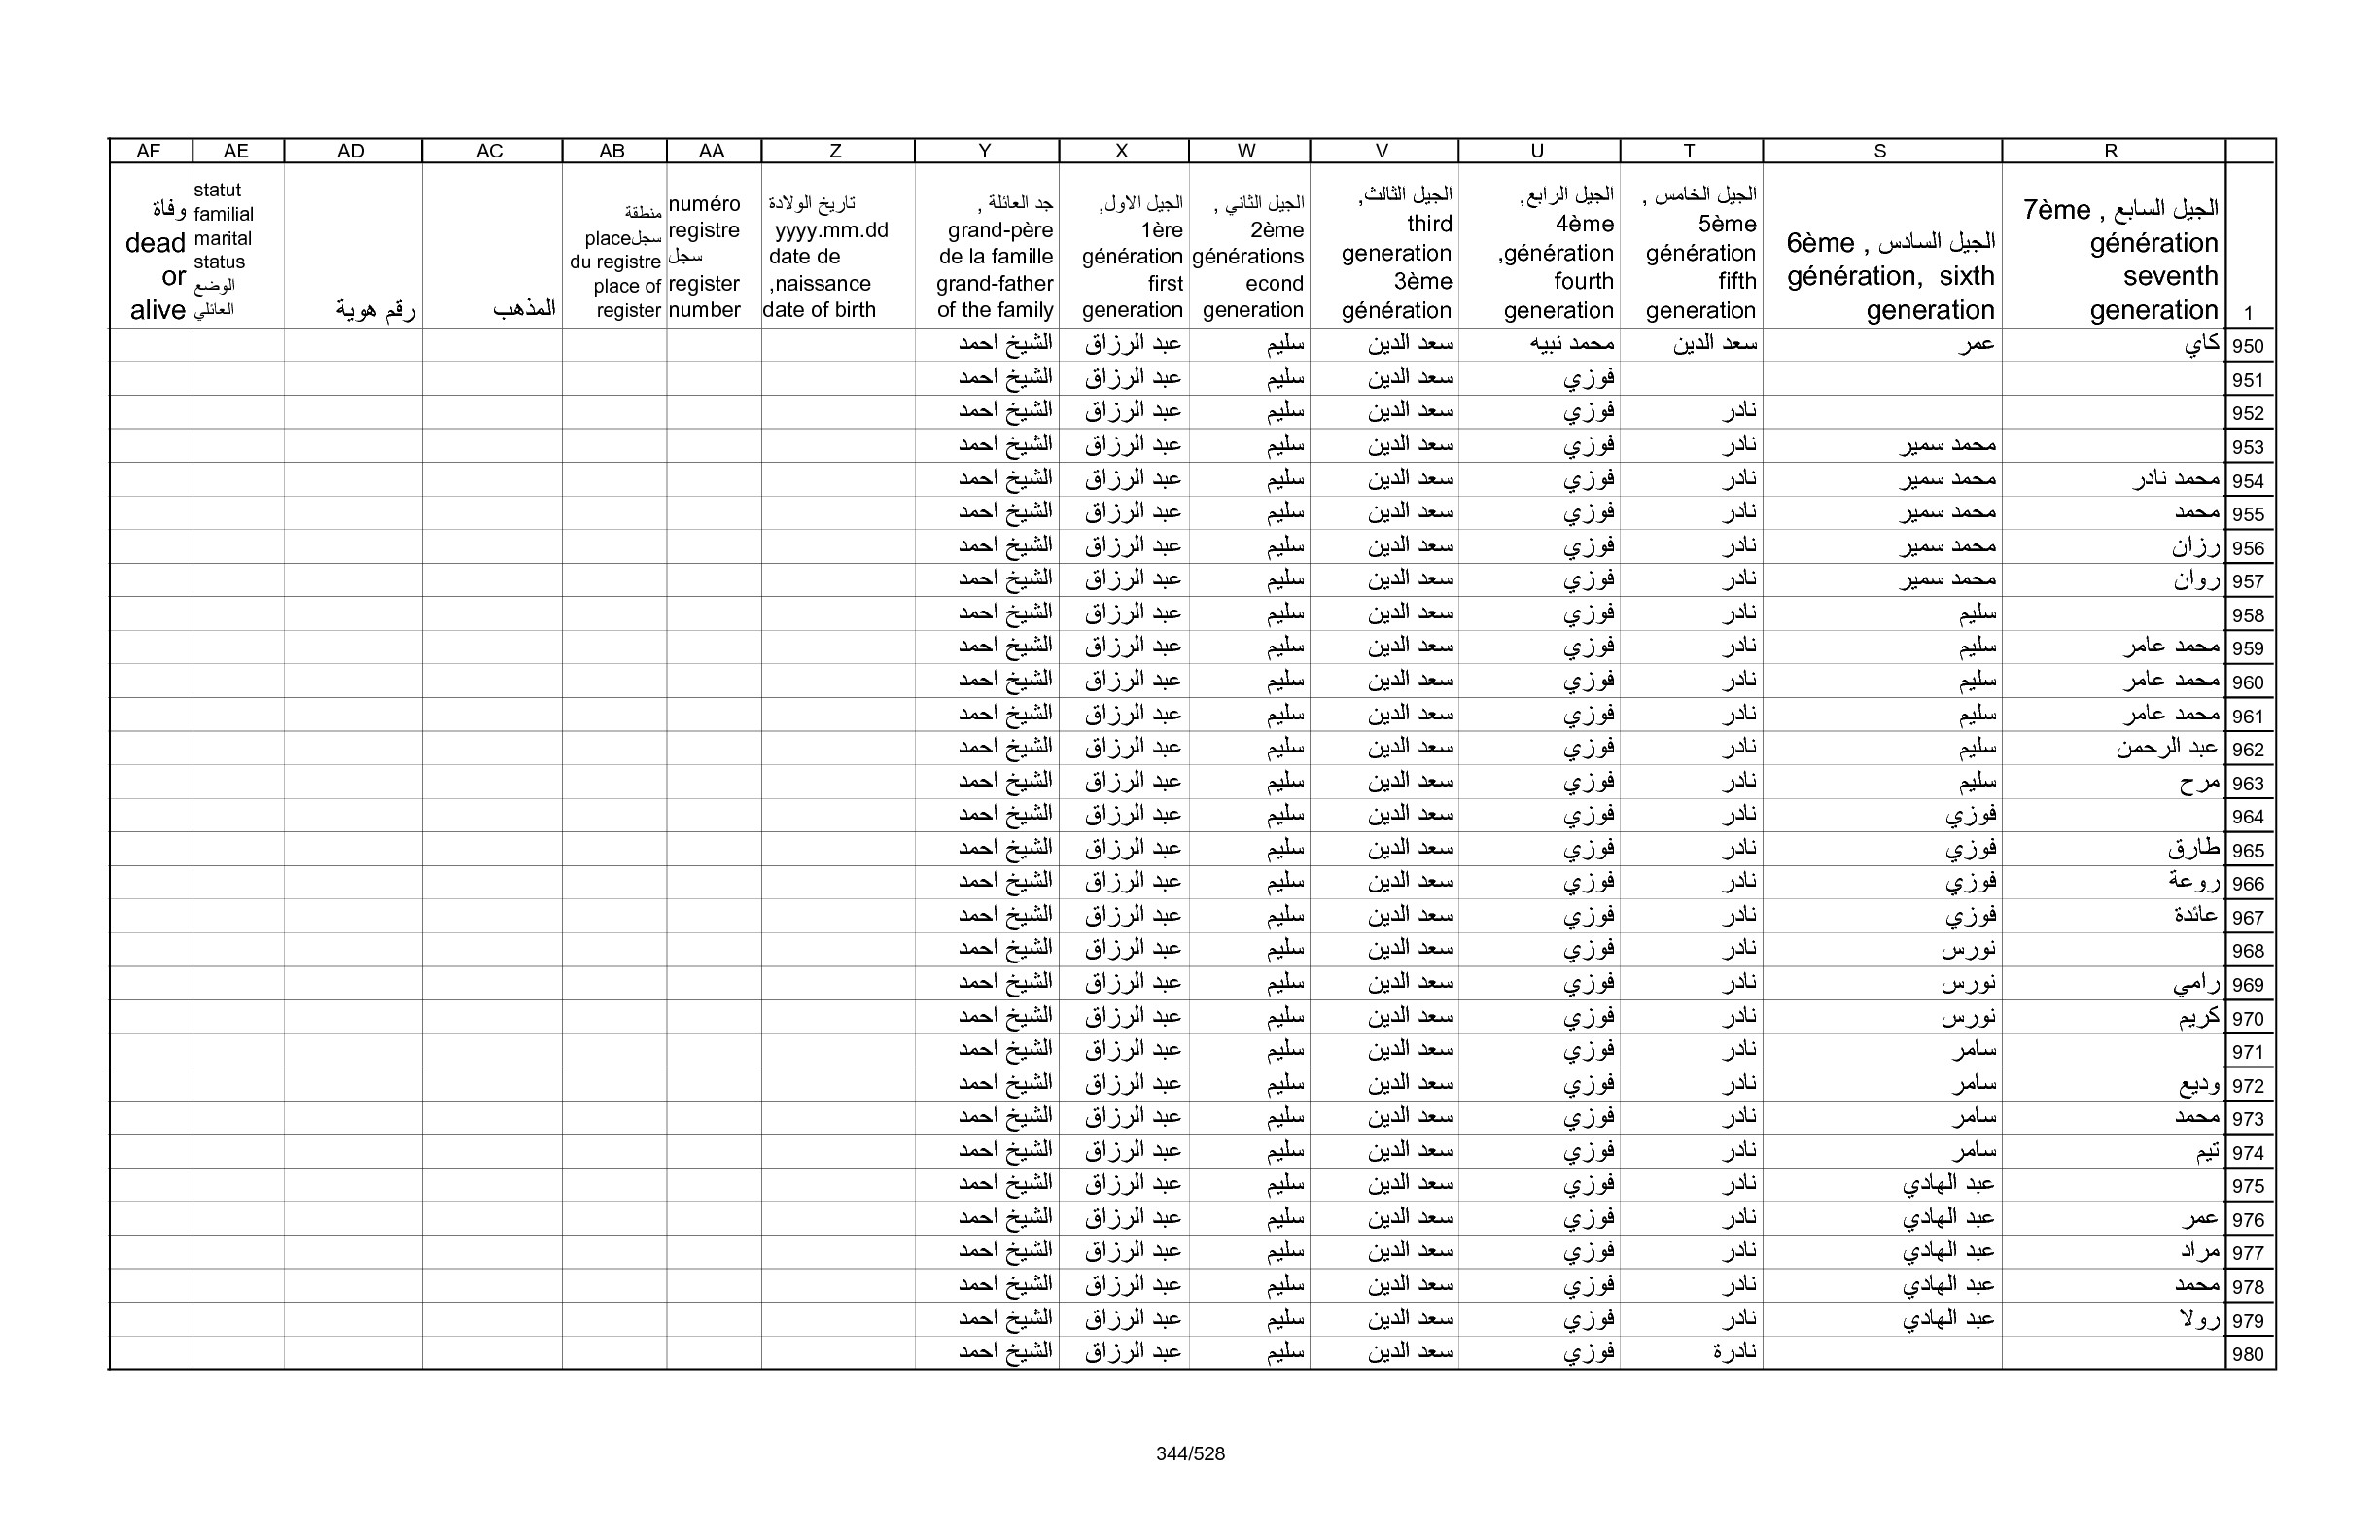 R S T U V W X Y Z AA AB AC AD AE AF
1 الجيل السابع , 7ème génération seventh generation
الجيل السادس , 6ème génération, sixth generation
الجيل الخامس , 5ème génération fifth generation
الجيل الرابع, 4ème génération, fourth generation
الجيل الثالث, third generation 3ème génération
الجيل الثاني , 2ème générations econd generation
الجيل الاول, 1ère génération first generation
جد العائلة , grand-père de la famille grand-father of the family
تاريخ الولادة yyyy.mm.dd date de naissance, date of birth
numéro registre سجل register number
منطقة سجل place du registre place of register
المذهب
رقم هوية
statut familial marital status الوضع العائلي
وفاة dead or alive
950 كاي عمر سعد الدين محمد نبيه سعد الدين سليم عبد الرزاق الشيخ احمد
951 فوزي سعد الدين سليم عبد الرزاق الشيخ احمد
952 نادر فوزي سعد الدين سليم عبد الرزاق الشيخ احمد
953 محمد سمير نادر فوزي سعد الدين سليم عبد الرزاق الشيخ احمد
954 محمد نادر محمد سمير نادر فوزي سعد الدين سليم عبد الرزاق الشيخ احمد
955 محمد محمد سمير نادر فوزي سعد الدين سليم عبد الرزاق الشيخ احمد
956 رزان محمد سمير نادر فوزي سعد الدين سليم عبد الرزاق الشيخ احمد
957 روان محمد سمير نادر فوزي سعد الدين سليم عبد الرزاق الشيخ احمد
958 سليم نادر فوزي سعد الدين سليم عبد الرزاق الشيخ احمد
959 محمد عامر سليم نادر فوزي سعد الدين سليم عبد الرزاق الشيخ احمد
960 محمد عامر سليم نادر فوزي سعد الدين سليم عبد الرزاق الشيخ احمد
961 محمد عامر سليم نادر فوزي سعد الدين سليم عبد الرزاق الشيخ احمد
962 عبد الرحمن سليم نادر فوزي سعد الدين سليم عبد الرزاق الشيخ احمد
963 مرح سليم نادر فوزي سعد الدين سليم عبد الرزاق الشيخ احمد
964 فوزي نادر فوزي سعد الدين سليم عبد الرزاق الشيخ احمد
965 طارق فوزي نادر فوزي سعد الدين سليم عبد الرزاق الشيخ احمد
966 روعة فوزي نادر فوزي سعد الدين سليم عبد الرزاق الشيخ احمد
967 عائدة فوزي نادر فوزي سعد الدين سليم عبد الرزاق الشيخ احمد
968 نورس نادر فوزي سعد الدين سليم عبد الرزاق الشيخ احمد
969 رامي نورس نادر فوزي سعد الدين سليم عبد الرزاق الشيخ احمد
970 كريم نورس نادر فوزي سعد الدين سليم عبد الرزاق الشيخ احمد
971 سامر نادر فوزي سعد الدين سليم عبد الرزاق الشيخ احمد
972 وديع سامر نادر فوزي سعد الدين سليم عبد الرزاق الشيخ احمد
973 محمد سامر نادر فوزي سعد الدين سليم عبد الرزاق الشيخ احمد
974 تيم سامر نادر فوزي سعد الدين سليم عبد الرزاق الشيخ احمد
975 عبد الهادي نادر فوزي سعد الدين سليم عبد الرزاق الشيخ احمد
976 عمر عبد الهادي نادر فوزي سعد الدين سليم عبد الرزاق الشيخ احمد
977 مراد عبد الهادي نادر فوزي سعد الدين سليم عبد الرزاق الشيخ احمد
978 محمد عبد الهادي نادر فوزي سعد الدين سليم عبد الرزاق الشيخ احمد
979 رولا عبد الهادي نادر فوزي سعد الدين سليم عبد الرزاق الشيخ احمد
980 نادرة فوزي سعد الدين سليم عبد الرزاق الشيخ احمد
344/528